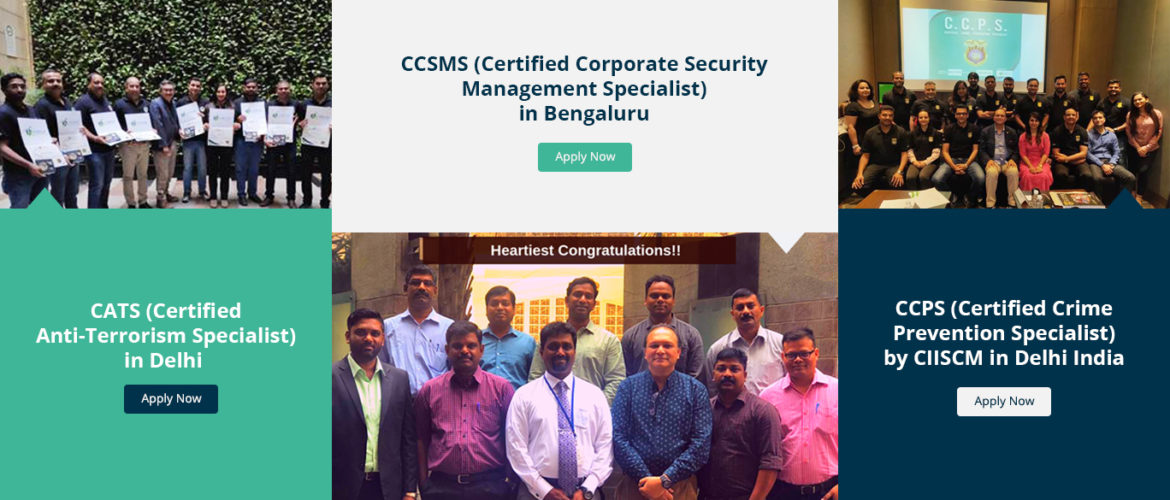 C.C.P.S.
CCSMS (Certified Corporate Security
Management Specialist)
in Bengaluru
Apply Now
Heartiest Congratulations!!
CATS (Certified
Anti-Terrorism Specialist)
in Delhi
Apply Now
CCPS (Certified Crime
Prevention Specialist)
by CIISCM in Delhi India
Apply Now